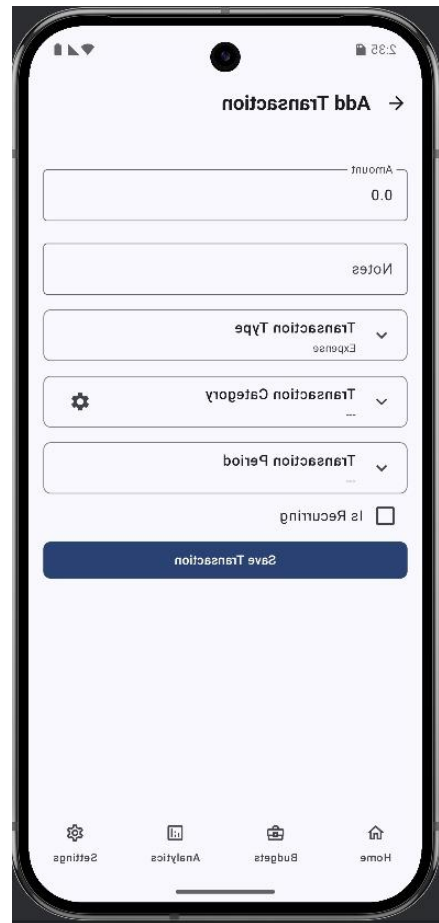 2:35
Add Transaction
Amount
0.0
Notes
Transaction Type
Expense
Transaction Category
---
Transaction Period
---
Is Recurring
Save Transaction
Home Budgets Analytics Settings